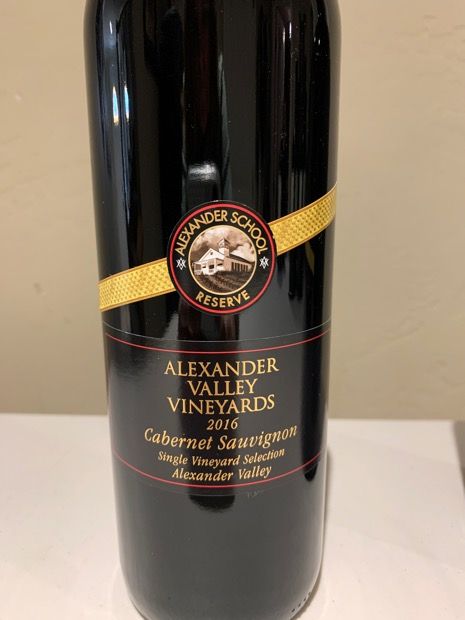 ALEXANDER SCHOOL
RESERVE
ALEXANDER
VALLEY
VINEYARDS
2016
Cabernet Sauvignon
Single Vineyard Selection
Alexander Valley